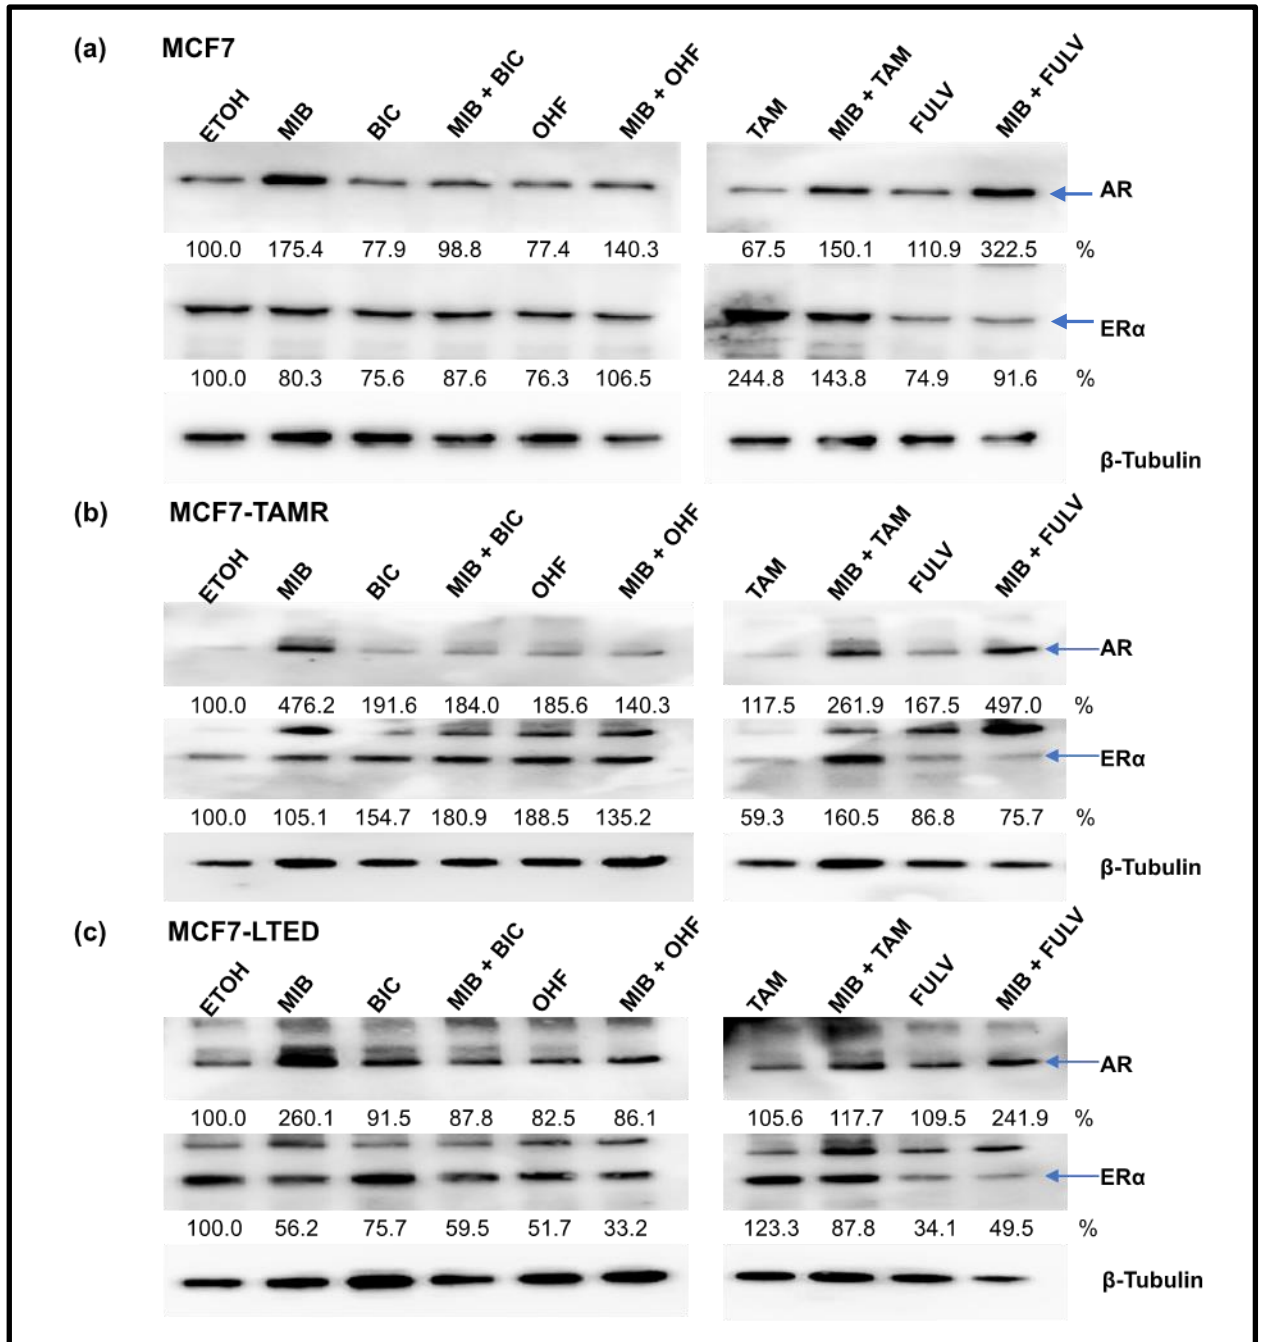 (a) MCF7
ETOH MIB BIC MIB + BIC OHF MIB + OHF TAM MIB + TAM FULV MIB + FULV
AR
100.0 175.4 77.9 98.8 77.4 140.3 67.5 150.1 110.9 322.5 %
ERα
100.0 80.3 75.6 87.6 76.3 106.5 244.8 143.8 74.9 91.6 %
β-Tubulin
(b) MCF7-TAMR
ETOH MIB BIC MIB + BIC OHF MIB + OHF TAM MIB + TAM FULV MIB + FULV
AR
100.0 476.2 191.6 184.0 185.6 140.3 117.5 261.9 167.5 497.0 %
ERα
100.0 105.1 154.7 180.9 188.5 135.2 59.3 160.5 86.8 75.7 %
β-Tubulin
(c) MCF7-LTED
ETOH MIB BIC MIB + BIC OHF MIB + OHF TAM MIB + TAM FULV MIB + FULV
AR
100.0 260.1 91.5 87.8 82.5 86.1 105.6 117.7 109.5 241.9 %
ERα
100.0 56.2 75.7 59.5 51.7 33.2 123.3 87.8 34.1 49.5 %
β-Tubulin